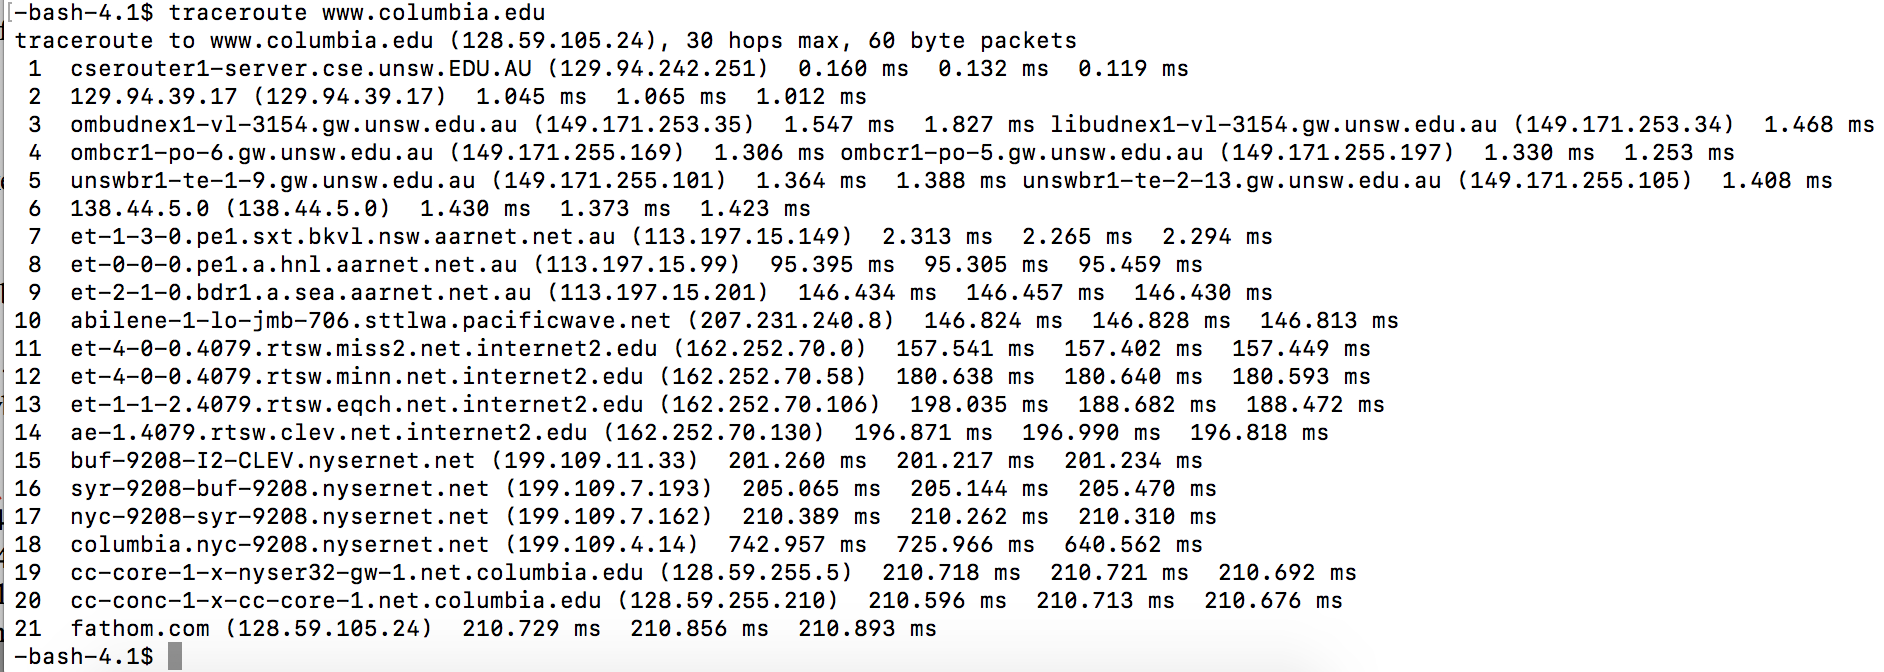 -bash-4.1$ traceroute www.columbia.edu
traceroute to www.columbia.edu (128.59.105.24), 30 hops max, 60 byte packets
1 cserouter1-server.cse.unsw.EDU.AU (129.94.242.251) 0.160 ms 0.132 ms 0.119 ms
2 129.94.39.17 (129.94.39.17) 1.045 ms 1.065 ms 1.012 ms
3 ombudnex1-vl-3154.gw.unsw.edu.au (149.171.253.35) 1.547 ms 1.827 ms libudnex1-vl-3154.gw.unsw.edu.au (149.171.253.34) 1.468 ms
4 ombcr1-po-6.gw.unsw.edu.au (149.171.255.169) 1.306 ms ombcr1-po-5.gw.unsw.edu.au (149.171.255.197) 1.330 ms 1.253 ms
5 unswbr1-te-1-9.gw.unsw.edu.au (149.171.255.101) 1.364 ms 1.388 ms unswbr1-te-2-13.gw.unsw.edu.au (149.171.255.105) 1.408 ms
6 138.44.5.0 (138.44.5.0) 1.430 ms 1.373 ms 1.423 ms
7 et-1-3-0.pe1.sxt.bkvl.nsw.aarnet.net.au (113.197.15.149) 2.313 ms 2.265 ms 2.294 ms
8 et-0-0-0.pe1.a.hnl.aarnet.net.au (113.197.15.99) 95.395 ms 95.305 ms 95.459 ms
9 et-2-1-0.bdr1.a.sea.aarnet.net.au (113.197.15.201) 146.434 ms 146.457 ms 146.430 ms
10 abilene-1-lo-jmb-706.sttlwa.pacificwave.net (207.231.240.8) 146.824 ms 146.828 ms 146.813 ms
11 et-4-0-0.4079.rtsw.miss2.net.internet2.edu (162.252.70.0) 157.541 ms 157.402 ms 157.449 ms
12 et-4-0-0.4079.rtsw.minn.net.internet2.edu (162.252.70.58) 180.638 ms 180.640 ms 180.593 ms
13 et-1-1-2.4079.rtsw.eqch.net.internet2.edu (162.252.70.106) 198.035 ms 188.682 ms 188.472 ms
14 ae-1.4079.rtsw.clev.net.internet2.edu (162.252.70.130) 196.871 ms 196.990 ms 196.818 ms
15 buf-9208-I2-CLEV.nysernet.net (199.109.11.33) 201.260 ms 201.217 ms 201.234 ms
16 syr-9208-buf-9208.nysernet.net (199.109.7.193) 205.065 ms 205.144 ms 205.470 ms
17 nyc-9208-syr-9208.nysernet.net (199.109.7.162) 210.389 ms 210.262 ms 210.310 ms
18 columbia.nyc-9208.nysernet.net (199.109.4.14) 742.957 ms 725.966 ms 640.562 ms
19 cc-core-1-x-nyser32-gw-1.net.columbia.edu (128.59.255.5) 210.718 ms 210.721 ms 210.692 ms
20 cc-conc-1-x-cc-core-1.net.columbia.edu (128.59.255.210) 210.596 ms 210.713 ms 210.676 ms
21 fathom.com (128.59.105.24) 210.729 ms 210.856 ms 210.893 ms
-bash-4.1$